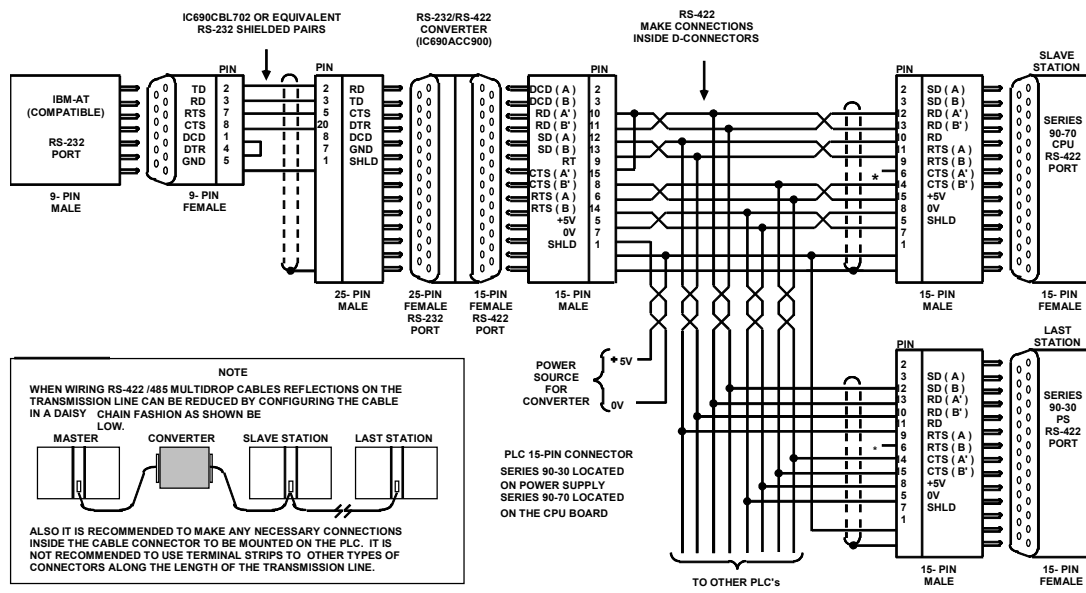 IC690CBL702 OR EQUIVALENT
RS-232 SHIELDED PAIRS
RS-232/RS-422
CONVERTER
(IC690ACC900)
RS-422
MAKE CONNECTIONS
INSIDE D-CONNECTORS
SLAVE
STATION
IBM-AT
(COMPATIBLE)
RS-232
PORT
9- PIN
MALE
PIN
TD 2
RD 3
RTS 7
CTS 8
DCD 1
DTR 4
GND 5
9- PIN
FEMALE
PIN
2 RD
3 TD
5 CTS
20 DTR
8 DCD
7 GND
1 SHLD
25- PIN
MALE
25-PIN
FEMALE
RS-232
PORT
15-PIN
FEMALE
RS-422
PORT
PIN
DCD ( A ) 2
DCD ( B ) 3
RD ( A' ) 10
RD ( B' ) 11
SD ( A ) 12
SD ( B ) 13
RT 9
CTS ( A' ) 15
CTS ( B' ) 8
RTS ( A ) 6
RTS ( B ) 14
+5V 5
0V 7
SHLD 1
15- PIN
MALE
PIN
2 SD ( A )
3 SD ( B )
12 RD ( A' )
13 RD ( B' )
10 RD
11 RTS ( A )
9 RTS ( B )
* 6 CTS ( A' )
14 CTS ( B' )
15 +5V
8 0V
5 SHLD
7
1
15- PIN
MALE
SERIES
90-70
CPU
RS-422
PORT
15- PIN
FEMALE
LAST
STATION
PIN
2
3 SD ( A )
12 SD ( B )
13 RD ( A' )
10 RD ( B' )
11 RD
9 RTS ( A )
* 6 RTS ( B )
14 CTS ( A' )
15 CTS ( B' )
8 +5V
5 0V
7 SHLD
1
15- PIN
MALE
SERIES
90-30
PS
RS-422
PORT
15- PIN
FEMALE
POWER
SOURCE
FOR
CONVERTER
+ 5V
0V
PLC 15-PIN CONNECTOR
SERIES 90-30 LOCATED
ON POWER SUPPLY
SERIES 90-70 LOCATED
ON THE CPU BOARD
TO OTHER PLC's
NOTE
WHEN WIRING RS-422 /485 MULTIDROP CABLES REFLECTIONS ON THE
TRANSMISSION LINE CAN BE REDUCED BY CONFIGURING THE CABLE
IN A DAISY CHAIN FASHION AS SHOWN BE
LOW.
MASTER CONVERTER SLAVE STATION LAST STATION
ALSO IT IS RECOMMENDED TO MAKE ANY NECESSARY CONNECTIONS
INSIDE THE CABLE CONNECTOR TO BE MOUNTED ON THE PLC. IT IS
NOT RECOMMENDED TO USE TERMINAL STRIPS TO OTHER TYPES OF
CONNECTORS ALONG THE LENGTH OF THE TRANSMISSION LINE.